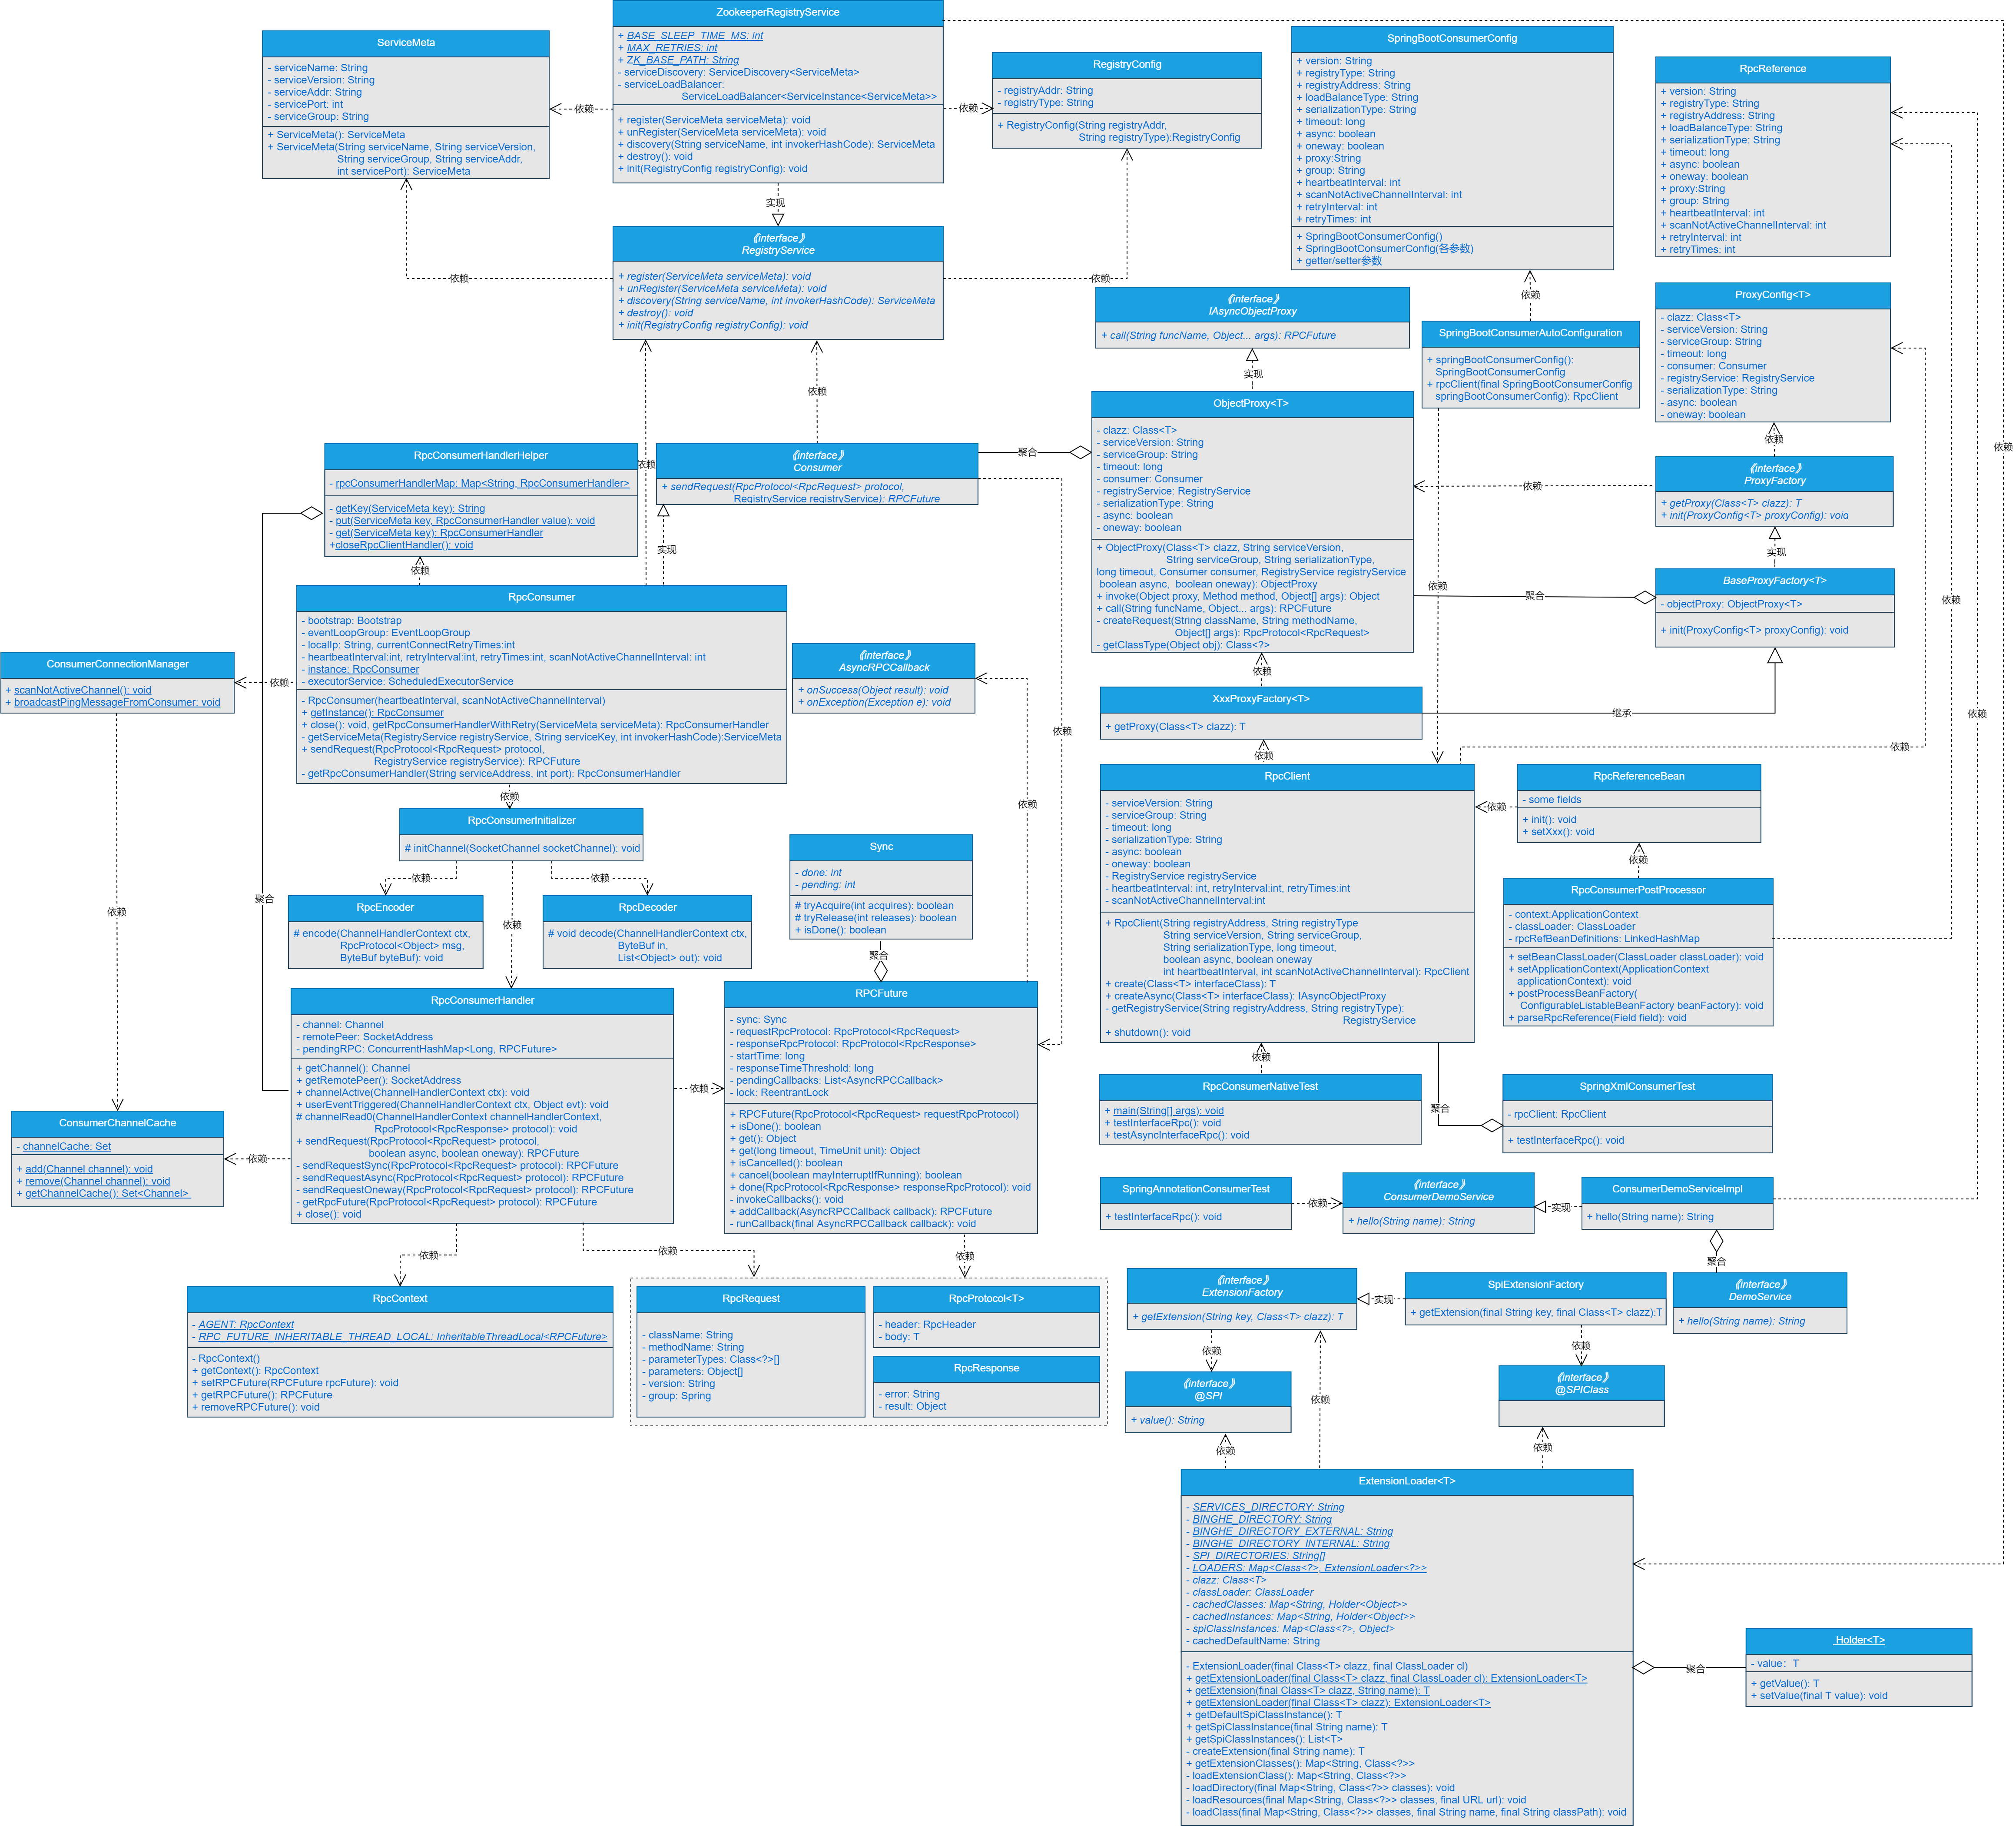 ZookeeperRegistryService
+ BASE_SLEEP_TIME_MS: int
+ MAX_RETRIES: int
+ ZK_BASE_PATH: String
- serviceDiscovery: ServiceDiscovery<ServiceMeta>
- serviceLoadBalancer:
ServiceLoadBalancer<ServiceInstance<ServiceMeta>>
+ register(ServiceMeta serviceMeta): void
+ unRegister(ServiceMeta serviceMeta): void
+ discovery(String serviceName, int invokerHashCode): ServiceMeta
+ destroy(): void
+ init(RegistryConfig registryConfig): void
ServiceMeta
- serviceName: String
- serviceVersion: String
- serviceAddr: String
- servicePort: int
- serviceGroup: String
+ ServiceMeta(): ServiceMeta
+ ServiceMeta(String serviceName, String serviceVersion,
String serviceGroup, String serviceAddr,
int servicePort): ServiceMeta
依赖
依赖
RegistryConfig
- registryAddr: String
- registryType: String
+ RegistryConfig(String registryAddr,
String registryType):RegistryConfig
SpringBootConsumerConfig
+ version: String
+ registryType: String
+ registryAddress: String
+ loadBalanceType: String
+ serializationType: String
+ timeout: long
+ async: boolean
+ oneway: boolean
+ proxy:String
+ group: String
+ heartbeatInterval: int
+ scanNotActiveChannelInterval: int
+ retryInterval: int
+ retryTimes: int
+ SpringBootConsumerConfig()
+ SpringBootConsumerConfig(各参数)
+ getter/setter参数
RpcReference
+ version: String
+ registryType: String
+ registryAddress: String
+ loadBalanceType: String
+ serializationType: String
+ timeout: long
+ async: boolean
+ oneway: boolean
+ proxy:String
+ group: String
+ heartbeatInterval: int
+ scanNotActiveChannelInterval: int
+ retryInterval: int
+ retryTimes: int
实现
《interface》
RegistryService
+ register(ServiceMeta serviceMeta): void
+ unRegister(ServiceMeta serviceMeta): void
+ discovery(String serviceName, int invokerHashCode): ServiceMeta
+ destroy(): void
+ init(RegistryConfig registryConfig): void
依赖
依赖
《interface》
IAsyncObjectProxy
+ call(String funcName, Object... args): RPCFuture
实现
依赖
SpringBootConsumerAutoConfiguration
+ springBootConsumerConfig():
SpringBootConsumerConfig
+ rpcClient(final SpringBootConsumerConfig
springBootConsumerConfig): RpcClient
ProxyConfig<T>
- clazz: Class<T>
- serviceVersion: String
- serviceGroup: String
- timeout: long
- consumer: Consumer
- registryService: RegistryService
- serializationType: String
- async: boolean
- oneway: boolean
依赖
依赖
依赖
依赖
《interface》
Consumer
+ sendRequest(RpcProtocol<RpcRequest> protocol,
RegistryService registryService): RPCFuture
聚合
ObjectProxy<T>
- clazz: Class<T>
- serviceVersion: String
- serviceGroup: String
- timeout: long
- consumer: Consumer
- registryService: RegistryService
- serializationType: String
- async: boolean
- oneway: boolean
+ ObjectProxy(Class<T> clazz, String serviceVersion,
String serviceGroup, String serializationType,
long timeout, Consumer consumer, RegistryService registryService
boolean async,  boolean oneway): ObjectProxy
+ invoke(Object proxy, Method method, Object[] args): Object
+ call(String funcName, Object... args): RPCFuture
- createRequest(String className, String methodName,
Object[] args): RpcProtocol<RpcRequest>
- getClassType(Object obj): Class<?>
依赖
《interface》
ProxyFactory
+ getProxy(Class<T> clazz): T
+ init(ProxyConfig<T> proxyConfig): void
实现
BaseProxyFactory<T>
- objectProxy: ObjectProxy<T>
+ init(ProxyConfig<T> proxyConfig): void
聚合
依赖
依赖
RpcConsumerHandlerHelper
- rpcConsumerHandlerMap: Map<String, RpcConsumerHandler>
- getKey(ServiceMeta key): String
- put(ServiceMeta key, RpcConsumerHandler value): void
- get(ServiceMeta key): RpcConsumerHandler
+closeRpcClientHandler(): void
依赖
实现
RpcConsumer
- bootstrap: Bootstrap
- eventLoopGroup: EventLoopGroup
- localIp: String, currentConnectRetryTimes:int
- heartbeatInterval:int, retryInterval:int, retryTimes:int, scanNotActiveChannelInterval: int
- instance: RpcConsumer
- executorService: ScheduledExecutorService
- RpcConsumer(heartbeatInterval, scanNotActiveChannelInterval)
+ getInstance(): RpcConsumer
+ close(): void, getRpcConsumerHandlerWithRetry(ServiceMeta serviceMeta): RpcConsumerHandler
- getServiceMeta(RegistryService registryService, String serviceKey, int invokerHashCode):ServiceMeta
+ sendRequest(RpcProtocol<RpcRequest> protocol,
RegistryService registryService): RPCFuture
- getRpcConsumerHandler(String serviceAddress, int port): RpcConsumerHandler
ConsumerConnectionManager
+ scanNotActiveChannel(): void
+ broadcastPingMessageFromConsumer: void
依赖
《interface》
AsyncRPCCallback
+ onSuccess(Object result): void
+ onException(Exception e): void
依赖
依赖
XxxProxyFactory<T>
+ getProxy(Class<T> clazz): T
继承
依赖
依赖
依赖
依赖
RpcConsumerInitializer
# initChannel(SocketChannel socketChannel): void
依赖
依赖
依赖
RpcEncoder
# encode(ChannelHandlerContext ctx,
RpcProtocol<Object> msg,
ByteBuf byteBuf): void
RpcDecoder
# void decode(ChannelHandlerContext ctx,
ByteBuf in,
List<Object> out): void
Sync
- done: int
- pending: int
# tryAcquire(int acquires): boolean
# tryRelease(int releases): boolean
+ isDone(): boolean
依赖
聚合
RpcClient
- serviceVersion: String
- serviceGroup: String
- timeout: long
- serializationType: String
- async: boolean
- oneway: boolean
- RegistryService registryService
- heartbeatInterval: int, retryInterval:int, retryTimes:int
- scanNotActiveChannelInterval:int
+ RpcClient(String registryAddress, String registryType
String serviceVersion, String serviceGroup,
String serializationType, long timeout,
boolean async, boolean oneway
int heartbeatInterval, int scanNotActiveChannelInterval): RpcClient
+ create(Class<T> interfaceClass): T
+ createAsync(Class<T> interfaceClass): IAsyncObjectProxy
- getRegistryService(String registryAddress, String registryType):
RegistryService
+ shutdown(): void
依赖
RpcReferenceBean
- some fields
+ init(): void
+ setXxx(): void
依赖
RpcConsumerPostProcessor
- context:ApplicationContext
- classLoader: ClassLoader
- rpcRefBeanDefinitions: LinkedHashMap
+ setBeanClassLoader(ClassLoader classLoader): void
+ setApplicationContext(ApplicationContext
applicationContext): void
+ postProcessBeanFactory(
ConfigurableListableBeanFactory beanFactory): void
+ parseRpcReference(Field field): void
依赖
聚合
RpcConsumerHandler
- channel: Channel
- remotePeer: SocketAddress
- pendingRPC: ConcurrentHashMap<Long, RPCFuture>
+ getChannel(): Channel
+ getRemotePeer(): SocketAddress
+ channelActive(ChannelHandlerContext ctx): void
+ userEventTriggered(ChannelHandlerContext ctx, Object evt): void
# channelRead0(ChannelHandlerContext channelHandlerContext,
RpcProtocol<RpcResponse> protocol): void
+ sendRequest(RpcProtocol<RpcRequest> protocol,
boolean async, boolean oneway): RPCFuture
- sendRequestSync(RpcProtocol<RpcRequest> protocol): RPCFuture
- sendRequestAsync(RpcProtocol<RpcRequest> protocol): RPCFuture
- sendRequestOneway(RpcProtocol<RpcRequest> protocol): RPCFuture
- getRpcFuture(RpcProtocol<RpcRequest> protocol): RPCFuture
+ close(): void
依赖
RPCFuture
- sync: Sync
- requestRpcProtocol: RpcProtocol<RpcRequest>
- responseRpcProtocol: RpcProtocol<RpcResponse>
- startTime: long
- responseTimeThreshold: long
- pendingCallbacks: List<AsyncRPCCallback>
- lock: ReentrantLock
+ RPCFuture(RpcProtocol<RpcRequest> requestRpcProtocol)
+ isDone(): boolean
+ get(): Object
+ get(long timeout, TimeUnit unit): Object
+ isCancelled(): boolean
+ cancel(boolean mayInterruptIfRunning): boolean
+ done(RpcProtocol<RpcResponse> responseRpcProtocol): void
- invokeCallbacks(): void
+ addCallback(AsyncRPCCallback callback): RPCFuture
- runCallback(final AsyncRPCCallback callback): void
ConsumerChannelCache
- channelCache: Set
+ add(Channel channel): void
+ remove(Channel channel): void
+ getChannelCache(): Set<Channel>
依赖
依赖
RpcConsumerNativeTest
+ main(String[] args): void
+ testInterfaceRpc(): void
+ testAsyncInterfaceRpc(): void
聚合
SpringXmlConsumerTest
- rpcClient: RpcClient
+ testInterfaceRpc(): void
SpringAnnotationConsumerTest
+ testInterfaceRpc(): void
依赖
《interface》
ConsumerDemoService
+ hello(String name): String
实现
ConsumerDemoServiceImpl
+ hello(String name): String
聚合
《interface》
DemoService
+ hello(String name): String
依赖
依赖
依赖
RpcContext
- AGENT: RpcContext
- RPC_FUTURE_INHERITABLE_THREAD_LOCAL: InheritableThreadLocal<RPCFuture>
- RpcContext()
+ getContext(): RpcContext
+ setRPCFuture(RPCFuture rpcFuture): void
+ getRPCFuture(): RPCFuture
+ removeRPCFuture(): void
RpcRequest
- className: String
- methodName: String
- parameterTypes: Class<?>[]
- parameters: Object[]
- version: String
- group: Spring
RpcProtocol<T>
- header: RpcHeader
- body: T
RpcResponse
- error: String
- result: Object
《interface》
ExtensionFactory
+ getExtension(String key, Class<T> clazz): T
实现
SpiExtensionFactory
+ getExtension(final String key, final Class<T> clazz):T
依赖
依赖
依赖
《interface》
@SPI
+ value(): String
《interface》
@SPIClass
依赖
依赖
ExtensionLoader<T>
- SERVICES_DIRECTORY: String
- BINGHE_DIRECTORY: String
- BINGHE_DIRECTORY_EXTERNAL: String
- BINGHE_DIRECTORY_INTERNAL: String
- SPI_DIRECTORIES: String[]
- LOADERS: Map<Class<?>, ExtensionLoader<?>>
- clazz: Class<T>
- classLoader: ClassLoader
- cachedClasses: Map<String, Holder<Object>>
- cachedInstances: Map<String, Holder<Object>>
- spiClassInstances: Map<Class<?>, Object>
- cachedDefaultName: String
- ExtensionLoader(final Class<T> clazz, final ClassLoader cl)
+ getExtensionLoader(final Class<T> clazz, final ClassLoader cl): ExtensionLoader<T>
+ getExtension(final Class<T> clazz, String name): T
+ getExtensionLoader(final Class<T> clazz): ExtensionLoader<T>
+ getDefaultSpiClassInstance(): T
+ getSpiClassInstance(final String name): T
+ getSpiClassInstances(): List<T>
- createExtension(final String name): T
+ getExtensionClasses(): Map<String, Class<?>>
- loadExtensionClass(): Map<String, Class<?>>
- loadDirectory(final Map<String, Class<?>> classes): void
- loadResources(final Map<String, Class<?>> classes, final URL url): void
- loadClass(final Map<String, Class<?>> classes, final String name, final String classPath): void
聚合
Holder<T>
- value：T
+ getValue(): T
+ setValue(final T value): void